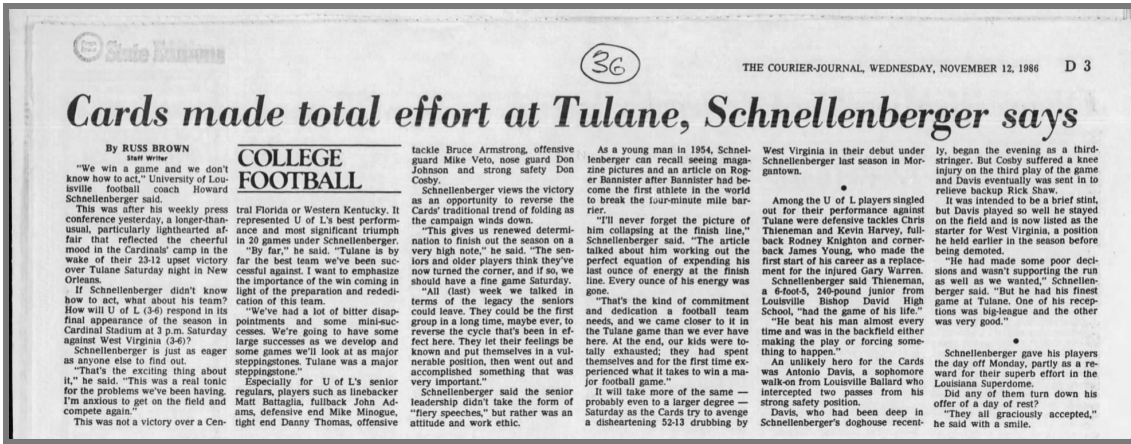 State Editions
36
THE COURIER-JOURNAL, WEDNESDAY, NOVEMBER 12, 1986 D 3
Cards made total effort at Tulane, Schnellenberger says
By RUSS BROWN
Staff Writer
"We win a game and we don't
know how to act," University of Lou-
isville football coach Howard
Schnellenberger said.
This was after his weekly press
conference yesterday, a longer-than-
usual, particularly lighthearted af-
fair that reflected the cheerful
mood in the Cardinals' camp in the
wake of their 23-12 upset victory
over Tulane Saturday night in New
Orleans.
If Schnellenberger didn't know
how to act, what about his team?
How will U of L (3-6) respond in its
final appearance of the season in
Cardinal Stadium at 3 p.m. Saturday
against West Virginia (3-6)?
Schnellenberger is just as eager
as anyone else to find out.
"That's the exciting thing about
it," he said. "This was a real tonic
for the problems we've been having.
I'm anxious to get on the field and
compete again."
This was not a victory over a Cen-
COLLEGE
FOOTBALL
tral Florida or Western Kentucky. It
represented U of L's best perform-
ance and most significant triumph
in 20 games under Schnellenberger.
"By far," he said. "Tulane is by
far the best team we've been suc-
cessful against. I want to emphasize
the importance of the win coming in
light of the preparation and rededi-
cation of this team.
"We've had a lot of bitter disap-
pointments and some mini-suc-
cesses. We're going to have some
large successes as we develop and
some games we'll look at as major
steppingstones. Tulane was a major
steppingstone."
Especially for U of L's senior
regulars, players such as linebacker
Matt Battaglia, fullback John Ad-
ams, defensive end Mike Minogue,
tight end Danny Thomas, offensive
tackle Bruce Armstrong, offensive
guard Mike Veto, nose guard Don
Johnson and strong safety Don
Cosby.
Schnellenberger views the victory
as an opportunity to reverse the
Cards' traditional trend of folding as
the campaign winds down.
"This gives us renewed determi-
nation to finish out the season on a
very high note," he said. "The sen-
iors and older players think they've
now turned the corner, and if so, we
should have a fine game Saturday.
"All (last) week we talked in
terms of the legacy the seniors
could leave. They could be the first
group in a long time, maybe ever, to
reverse the cycle that's been in ef-
fect here. They let their feelings be
known and put themselves in a vul-
nerable position, then went out and
accomplished something that was
very important."
Schnellenberger said the senior
leadership didn't take the form of
"fiery speeches," but rather was an
attitude and work ethic.
As a young man in 1954, Schnel-
lenberger can recall seeing maga-
zine pictures and an article on Rog-
er Bannister after Bannister had be-
come the first athlete in the world
to break the four-minute mile bar-
rier.
"I'll never forget the picture of
him collapsing at the finish line,"
Schnellenberger said. "The article
talked about him working out the
perfect equation of expending his
last ounce of energy at the finish
line. Every ounce of his energy was
gone.
"That's the kind of commitment
and dedication a football team
needs, and we came closer to it in
the Tulane game than we ever have
here. At the end, our kids were to-
tally exhausted; they had spent
themselves and for the first time ex-
perienced what it takes to win a ma-
jor football game."
It will take more of the same —
probably even to a larger degree —
Saturday as the Cards try to avenge
a disheartening 52-13 drubbing by
West Virginia in their debut under
Schnellenberger last season in Mor-
gantown.
●
Among the U of L players singled
out for their performance against
Tulane were defensive tackles Chris
Thieneman and Kevin Harvey, full-
back Rodney Knighton and corner-
back James Young, who made the
first start of his career as a replace-
ment for the injured Gary Warren.
Schnellenberger said Thieneman,
a 6-foot-5, 240-pound junior from
Louisville Bishop David High
School, "had the game of his life."
"He beat his man almost every
time and was in the backfield either
making the play or forcing some-
thing to happen."
An unlikely hero for the Cards
was Antonio Davis, a sophomore
walk-on from Louisville Ballard who
intercepted two passes from his
strong safety position.
Davis, who had been deep in
Schnellenberger's doghouse recent-
ly, began the evening as a third-
stringer. But Cosby suffered a knee
injury on the third play of the game
and Davis eventually was sent in to
relieve backup Rick Shaw.
It was intended to be a brief stint,
but Davis played so well he stayed
on the field and now is listed as the
starter for West Virginia, a position
he held earlier in the season before
being demoted.
"He had made some poor deci-
sions and wasn't supporting the run
as well as we wanted," Schnellen-
berger said. "But he had his finest
game at Tulane. One of his recep-
tions was big-league and the other
was very good."
●
Schnellenberger gave his players
the day off Monday, partly as a re-
ward for their superb effort in the
Louisiana Superdome.
Did any of them turn down his
offer of a day of rest?
"They all graciously accepted,"
he said with a smile.